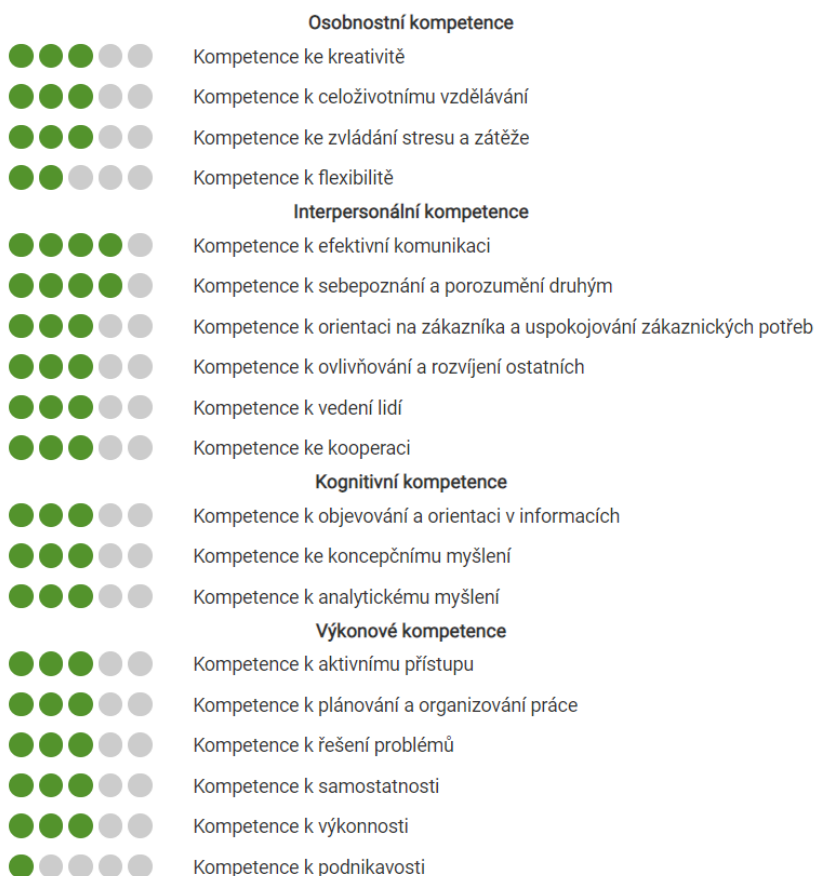 Osobnostní kompetence
Kompetence ke kreativitě
Kompetence k celoživotnímu vzdělávání
Kompetence ke zvládání stresu a zátěže
Kompetence k flexibilitě
Interpersonální kompetence
Kompetence k efektivní komunikaci
Kompetence k sebepoznání a porozumění druhým
Kompetence k orientaci na zákazníka a uspokojování zákaznických potřeb
Kompetence k ovlivňování a rozvíjení ostatních
Kompetence k vedení lidí
Kompetence ke kooperaci
Kognitivní kompetence
Kompetence k objevování a orientaci v informacích
Kompetence ke koncepčnímu myšlení
Kompetence k analytickému myšlení
Výkonové kompetence
Kompetence k aktivnímu přístupu
Kompetence k plánování a organizování práce
Kompetence k řešení problémů
Kompetence k samostatnosti
Kompetence k výkonnosti
Kompetence k podnikavosti